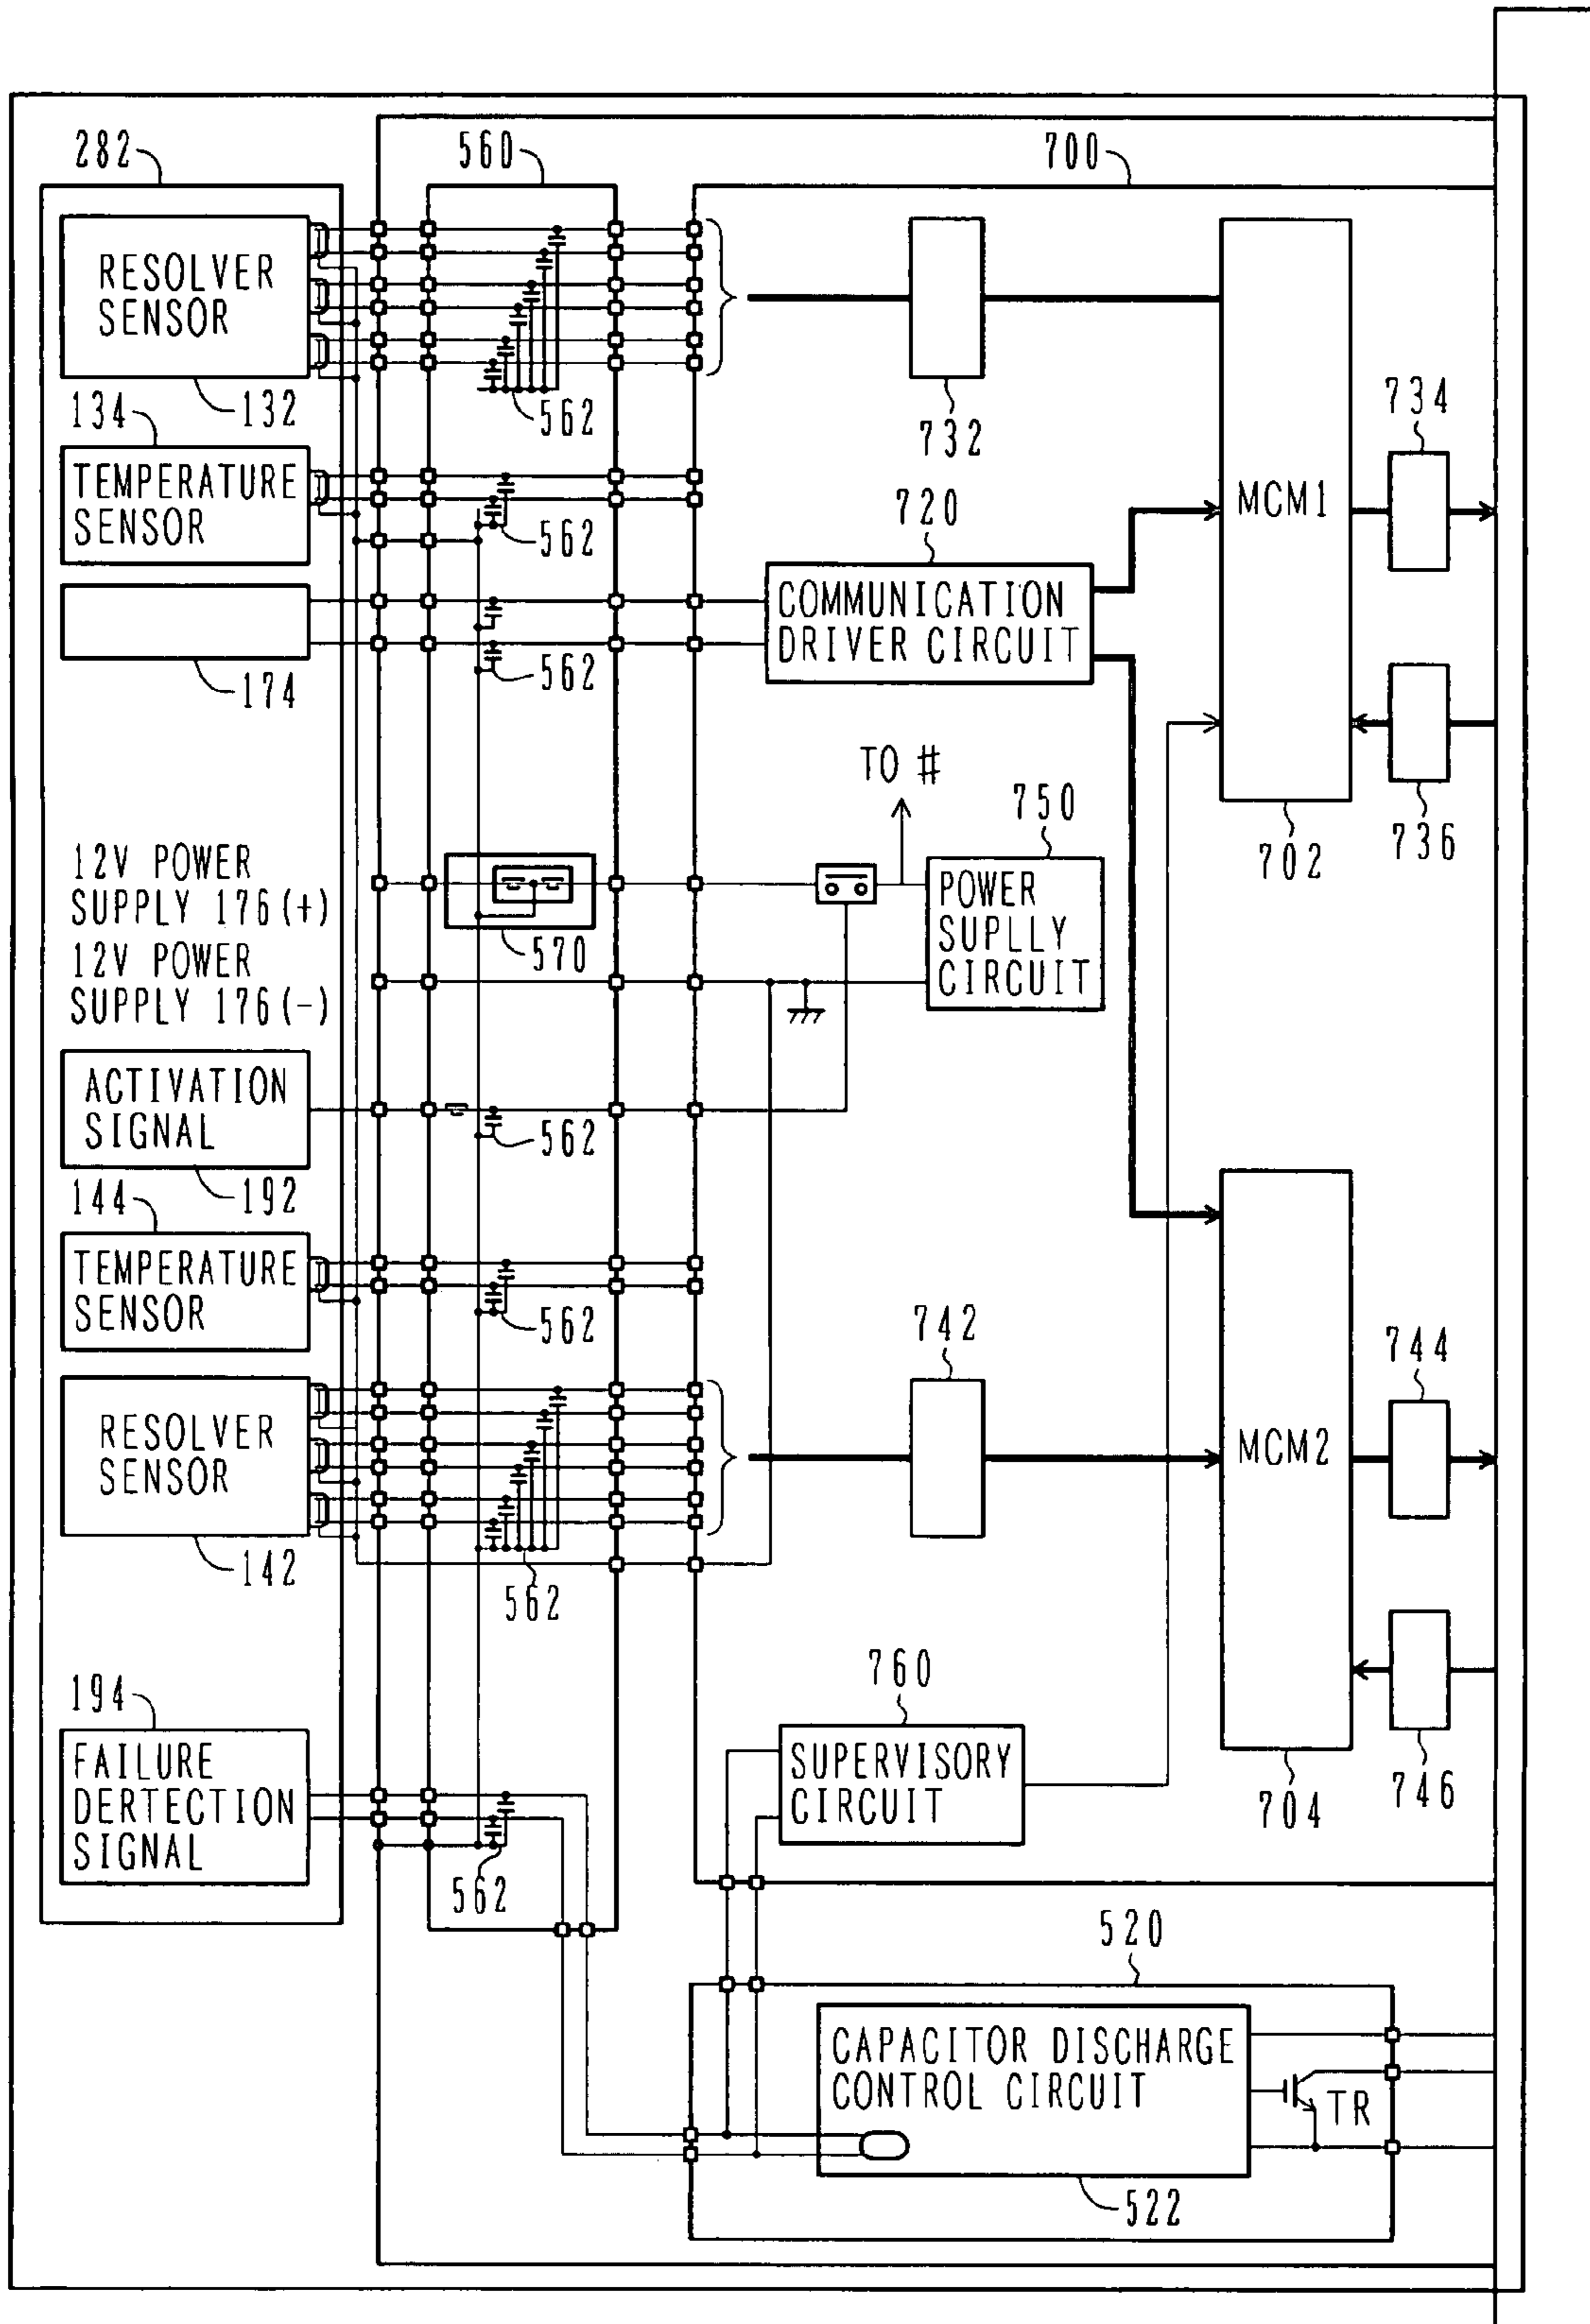 282
560
700
RESOLVER
SENSOR
132
562
732
134
TEMPERATURE
SENSOR
562
720
MCM1
734
COMMUNICATION
DRIVER CIRCUIT
174
562
TO #
750
736
702
12V POWER
SUPPLY 176(+)
12V POWER
SUPPLY 176(-)
570
POWER
SUPLLY
CIRCUIT
ACTIVATION
SIGNAL
192
562
144
TEMPERATURE
SENSOR
562
742
744
RESOLVER
SENSOR
142
562
MCM2
760
194
FAILURE
DERTECTION
SIGNAL
562
SUPERVISORY
CIRCUIT
704
746
520
CAPACITOR DISCHARGE
CONTROL CIRCUIT
TR
522